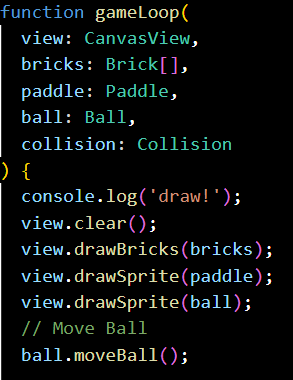 function gameLoop(
  view: CanvasView,
  bricks: Brick[],
  paddle: Paddle,
  ball: Ball,
  collision: Collision
) {
  console.log('draw!');
  view.clear();
  view.drawBricks(bricks);
  view.drawSprite(paddle);
  view.drawSprite(ball);
  // Move Ball
  ball.moveBall();